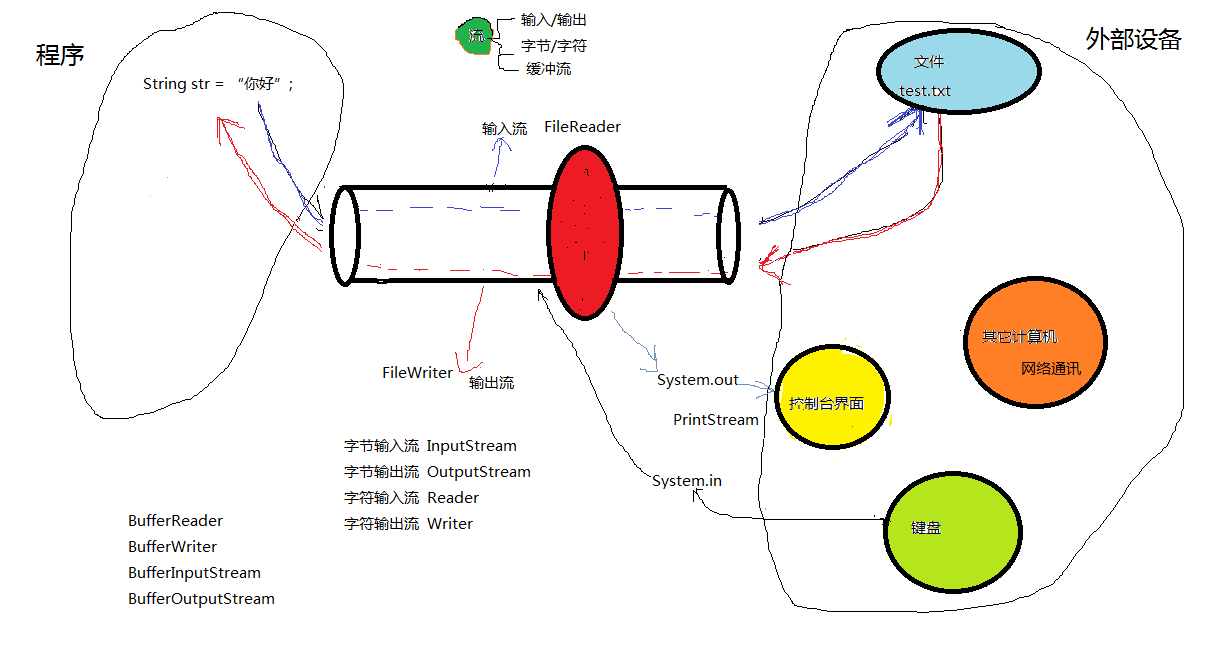 程序
String str = “你好”;
流
输入/输出
字节/字符
缓冲流
外部设备
文件
test.txt
输入流 FileReader
FileWriter
输出流
System.out
PrintStream
控制台界面
其它计算机
网络通讯
字节输入流 InputStream
字节输出流 OutputStream
字符输入流 Reader
字符输出流 Writer
System.in
键盘
BufferReader
BufferWriter
BufferInputStream
BufferOutputStream